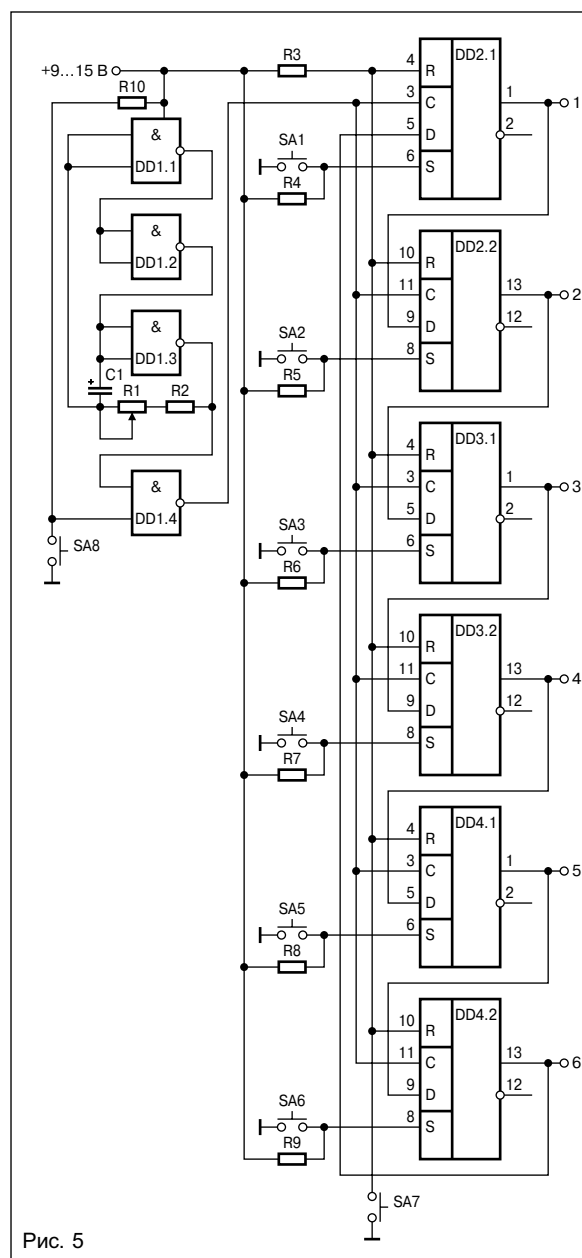 +9...15 В
R10
&
DD1.1
&
DD1.2
&
DD1.3
C1
+
R1
R2
&
DD1.4
SA8
R3
SA1
R4
4
R
3
C
5
D
6
S
DD2.1
1
2
1
SA2
R5
10
R
11
C
9
D
8
S
DD2.2
13
12
2
SA3
R6
4
R
3
C
5
D
6
S
DD3.1
1
2
3
SA4
R7
10
R
11
C
9
D
8
S
DD3.2
13
12
4
SA5
R8
4
R
3
C
5
D
6
S
DD4.1
1
2
5
SA6
R9
10
R
11
C
9
D
8
S
DD4.2
13
12
6
SA7
Рис. 5